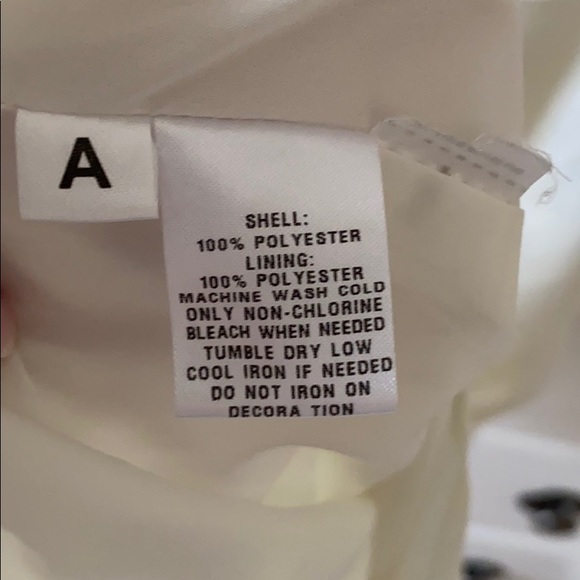 A
SHELL:
100% POLYESTER
LINING:
100% POLYESTER
MACHINE WASH COLD
ONLY NON-CHLORINE
BLEACH WHEN NEEDED
TUMBLE DRY LOW
COOL IRON IF NEEDED
DO NOT IRON ON
DECORA TION